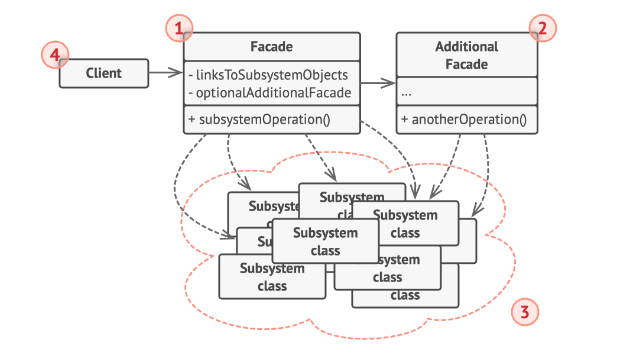 1
2
4
Facade
Additional
Facade
Client
- linksToSubsystemObjects
- optionalAdditionalFacade
...
+ subsystemOperation()
+ anotherOperation()
Subsystem
class
Subsystem
class
Subsystem
class
Subsystem
class
Subsystem
class
class
3